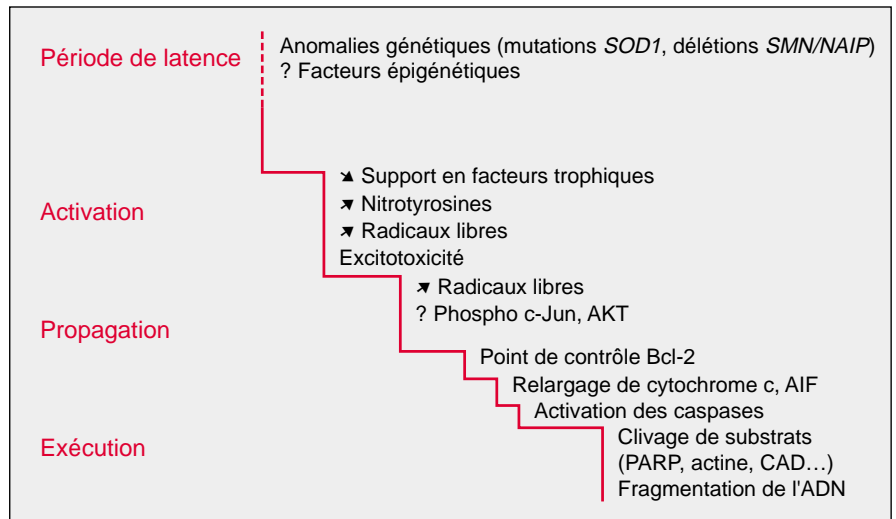 Période de latence
Anomalies génétiques (mutations SOD1, délétions SMN/NAIP)
? Facteurs épigénétiques
Activation
➘ Support en facteurs trophiques
➚ Nitrotyrosines
➚ Radicaux libres
Excitotoxicité
Propagation
➚ Radicaux libres
? Phospho c-Jun, AKT
Point de contrôle Bcl-2
Relargage de cytochrome c, AIF
Activation des caspases
Exécution
Clivage de substrats
(PARP, actine, CAD…)
Fragmentation de l'ADN